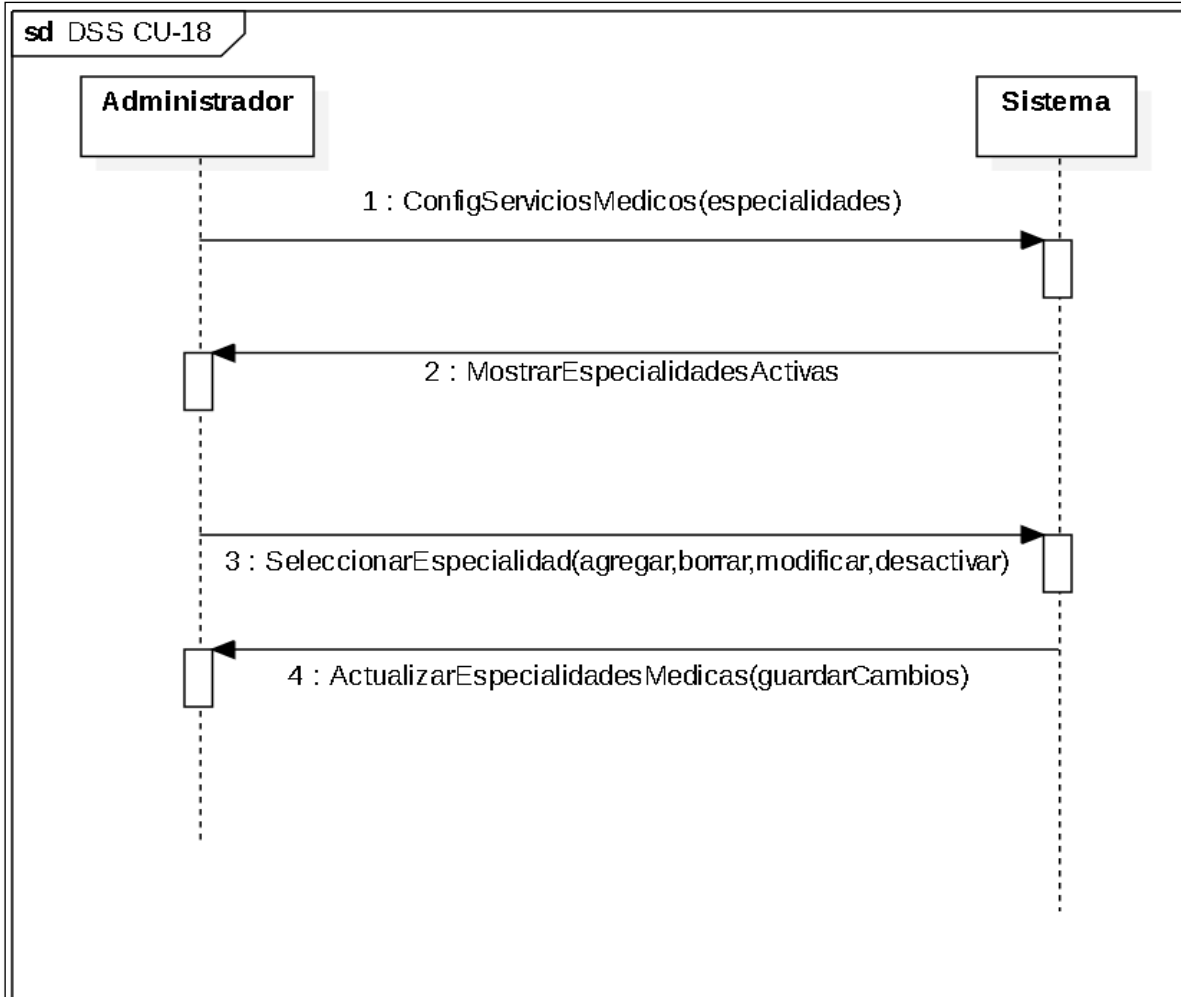 sd DSS CU-18
Administrador
Sistema
1 : ConfigServiciosMedicos(especialidades)
2 : MostrarEspecialidadesActivas
3 : SeleccionarEspecialidad(agregar,borrar,modificar,desactivar)
4 : ActualizarEspecialidadesMedicas(guardarCambios)